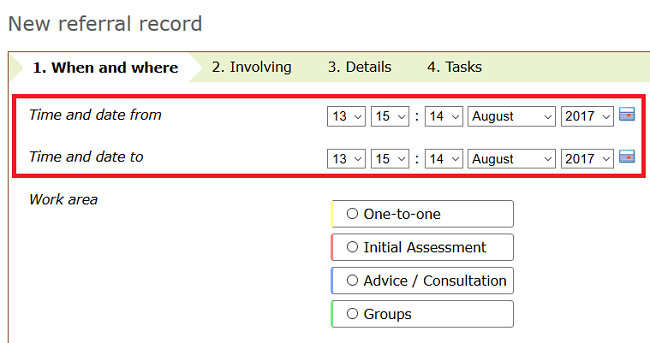 New referral record
1. When and where 2. Involving 3. Details 4. Tasks
Time and date from 13 15 : 14 August 2017
Time and date to 13 15 : 14 August 2017
Work area
One-to-one
Initial Assessment
Advice / Consultation
Groups